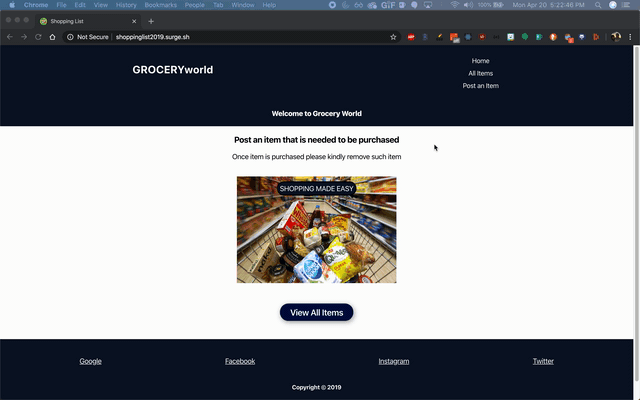 Chrome File Edit View History Bookmarks People Tab Window Help
100% Mon Apr 20 5:22:46 PM
Shopping List
Not Secure shoppinglist2019.surge.sh
GROCERYworld
Home
All Items
Post an Item
Welcome to Grocery World
Post an item that is needed to be purchased
Once item is purchased please kindly remove such item
SHOPPING MADE EASY
View All Items
Google Facebook Instagram Twitter
Copyright © 2019